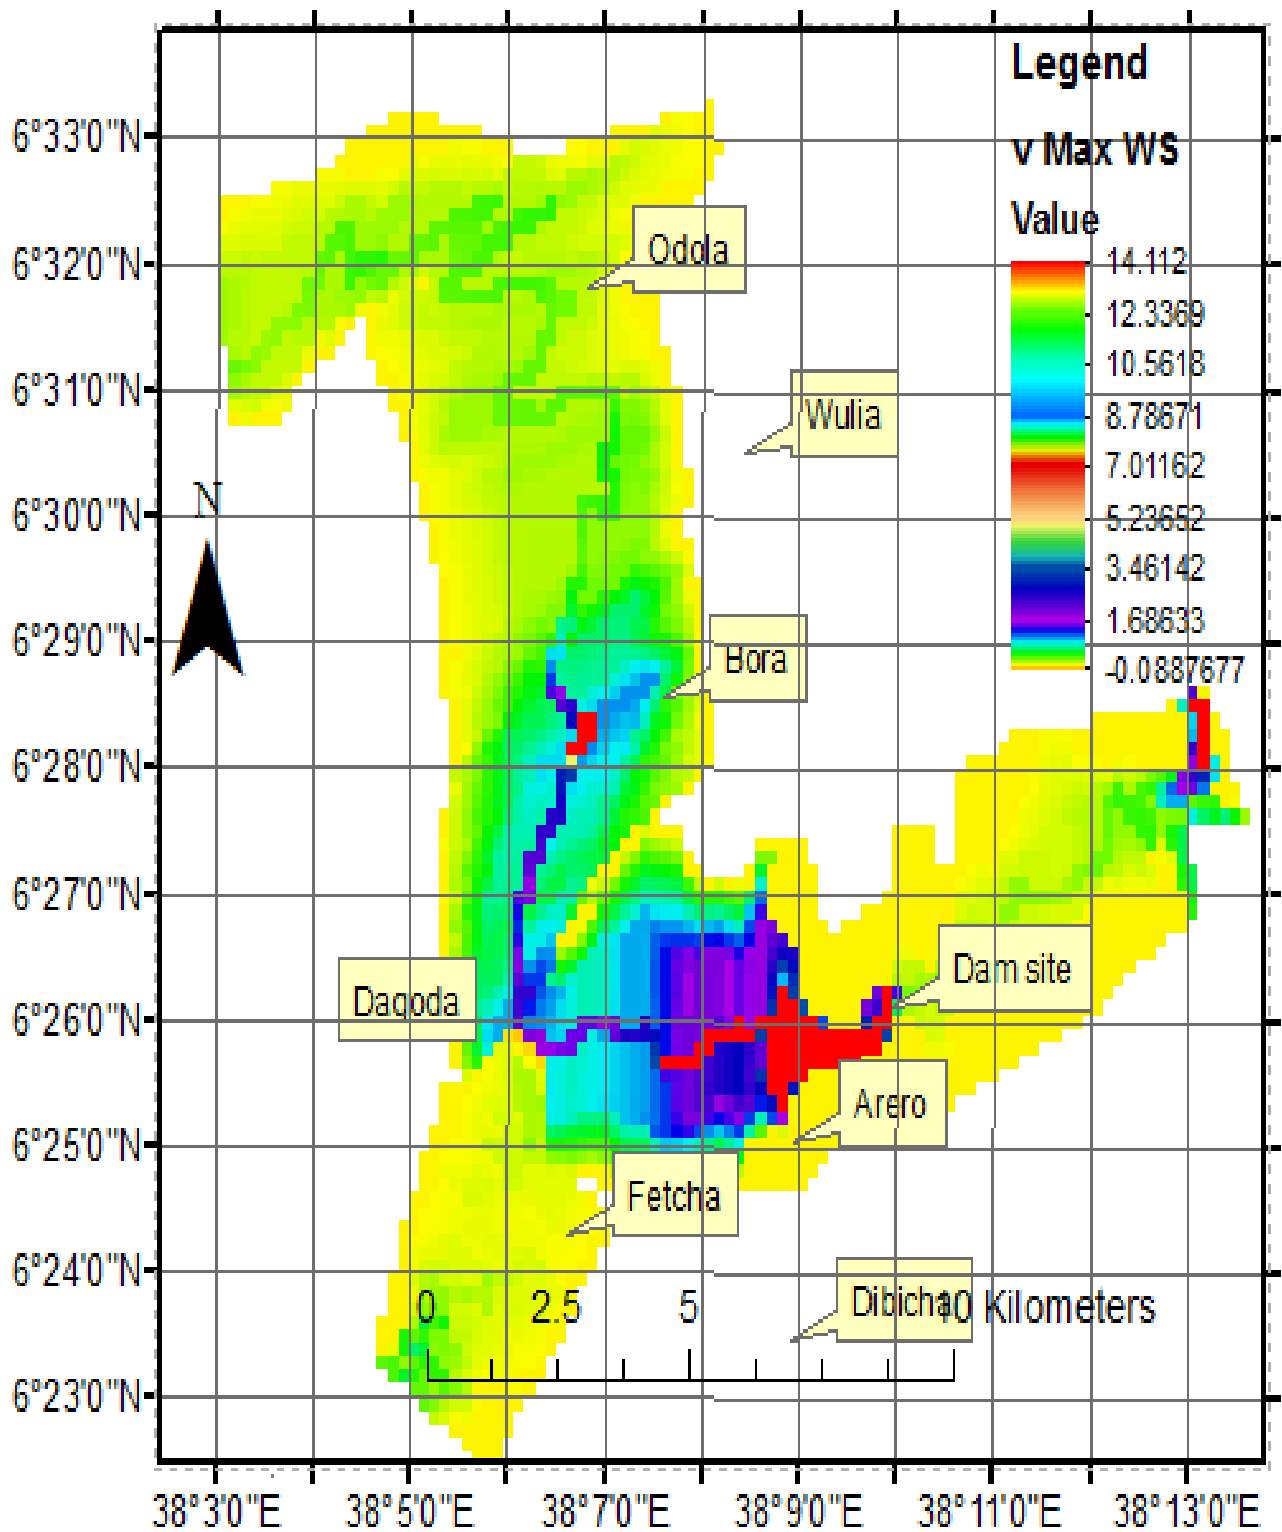 Legend
v Max WS
Value
14.112
12.3369
10.5618
8.78671
7.01162
5.23652
3.46142
1.68633
-0.0887677
6°33'0"N
6°32'0"N
6°31'0"N
6°30'0"N
6°29'0"N
6°28'0"N
6°27'0"N
6°26'0"N
6°25'0"N
6°24'0"N
6°23'0"N
N
Odola
Wulia
Bora
Dam site
Dagoda
Arero
Fetcha
Dibicha
0 2.5 5 10 Kilometers
38°3'0"E 38°5'0"E 38°7'0"E 38°9'0"E 38°11'0"E 38°13'0"E